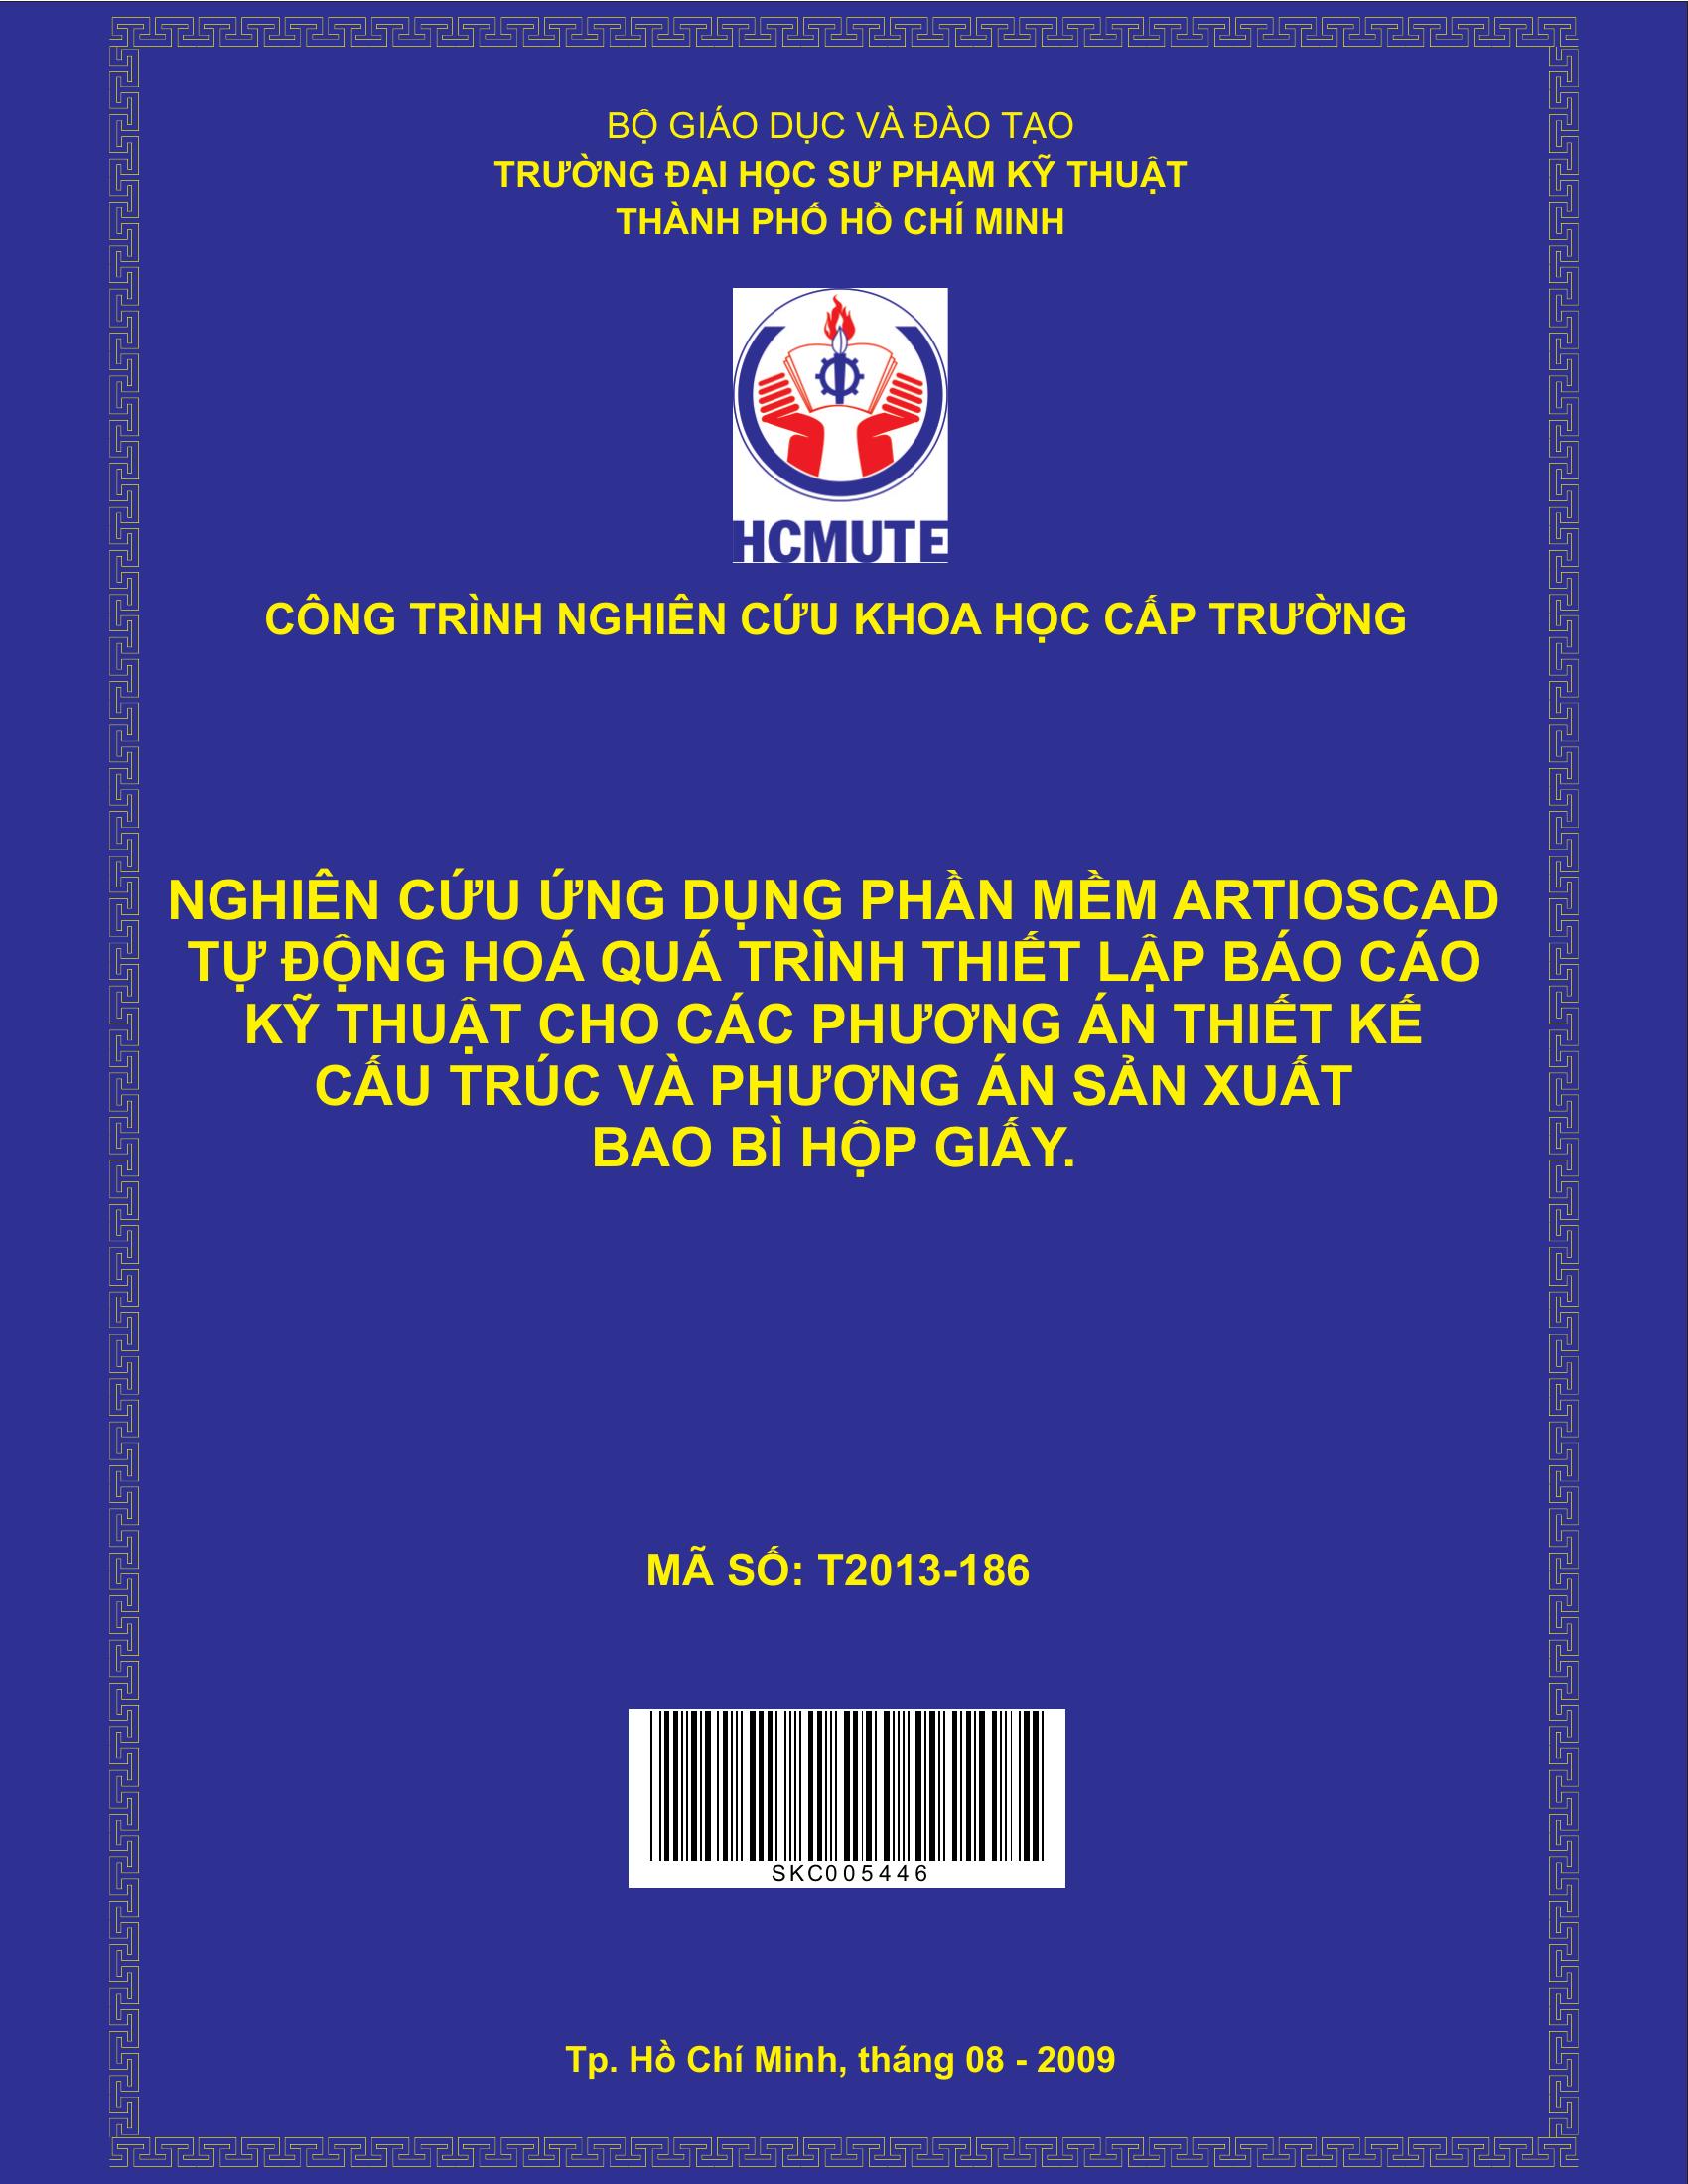 BỘ GIÁO DỤC VÀ ĐÀO TẠO
TRƯỜNG ĐẠI HỌC SƯ PHẠM KỸ THUẬT
THÀNH PHỐ HỒ CHÍ MINH
HCMUTE
CÔNG TRÌNH NGHIÊN CỨU KHOA HỌC CẤP TRƯỜNG
NGHIÊN CỨU ỨNG DỤNG PHẦN MỀM ARTIOSCAD
TỰ ĐỘNG HOÁ QUÁ TRÌNH THIẾT LẬP BÁO CÁO
KỸ THUẬT CHO CÁC PHƯƠNG ÁN THIẾT KẾ
CẤU TRÚC VÀ PHƯƠNG ÁN SẢN XUẤT
BAO BÌ HỘP GIẤY.
MÃ SỐ: T2013-186
SKC005446
Tp. Hồ Chí Minh, tháng 08 - 2009